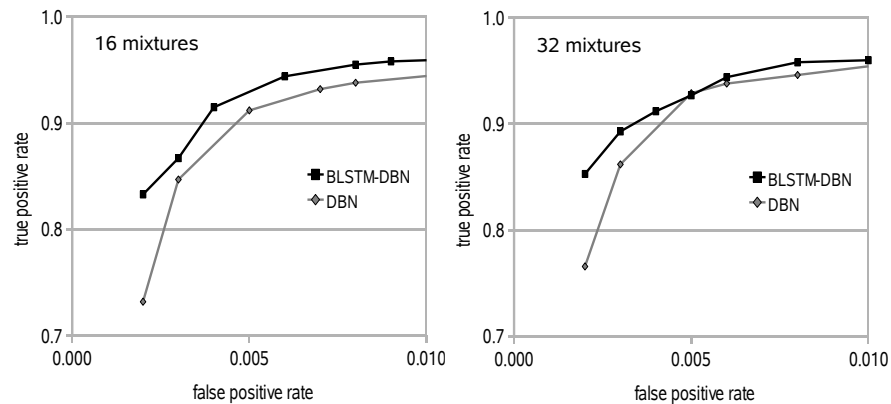 16 mixtures
1.0
0.9
0.8
0.7
true positive rate
BLSTM-DBN
DBN
0.000
0.005
0.010
false positive rate
32 mixtures
1.0
0.9
0.8
0.7
true positive rate
BLSTM-DBN
DBN
0.000
0.005
0.010
false positive rate